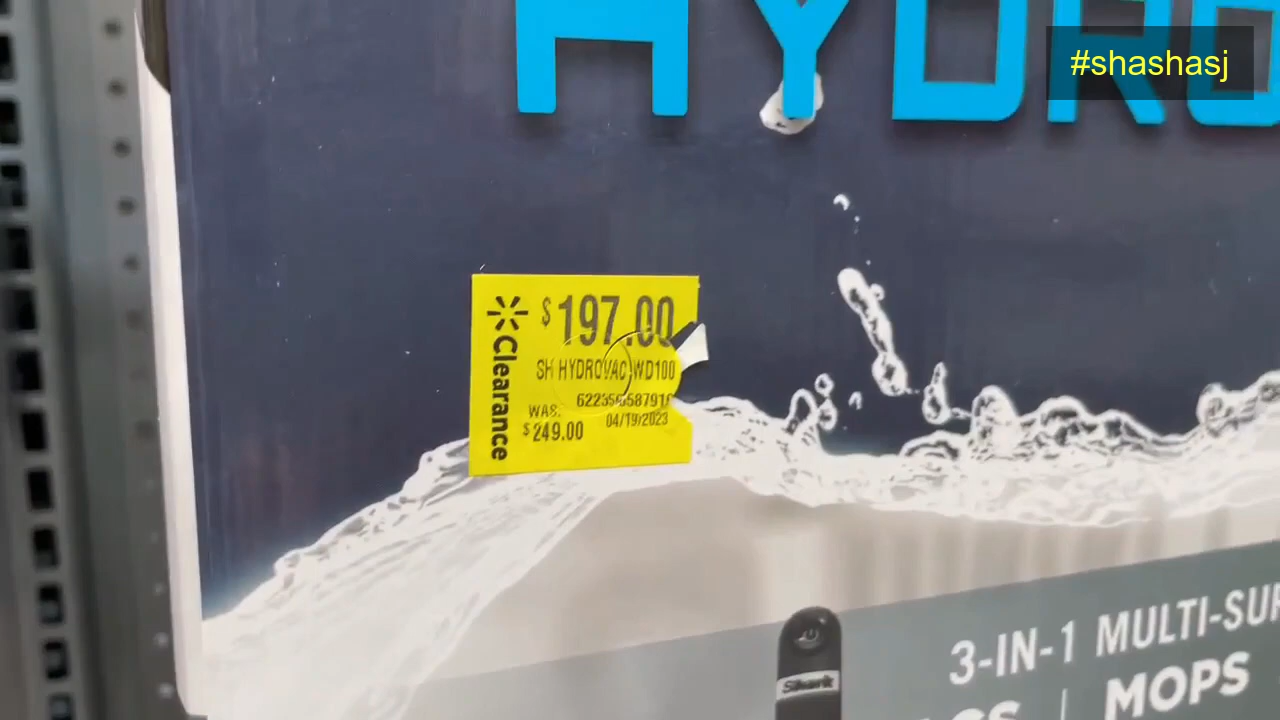 HYDRO
#shashasj
$197.00
Clearance
SH HYDROVAC WD100
WAS:
$249.00
04/19/2023
3-IN-1 MULTI-SUR
MOPS
Shark